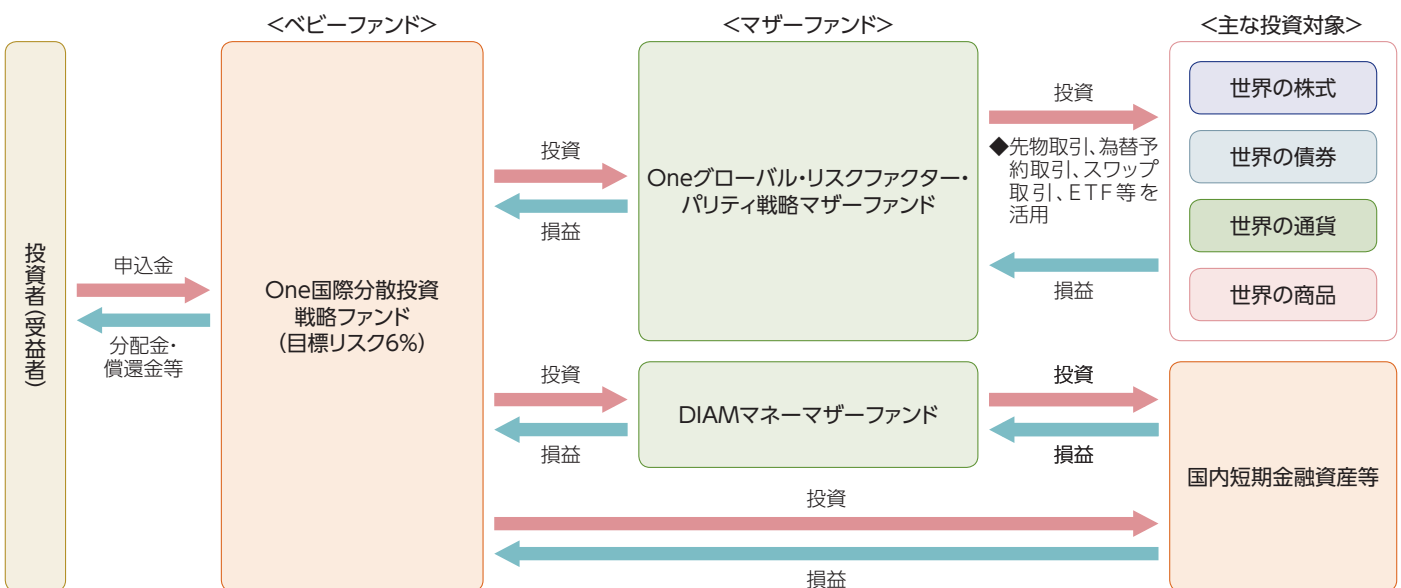 <ベビーファンド>
<マザーファンド>
<主な投資対象>
投資者(受益者)
申込金
分配金・
償還金等
One国際分散投資
戦略ファンド
(目標リスク6%)
投資
損益
Oneグローバル・リスクファクター・
パリティ戦略マザーファンド
投資
◆先物取引、為替予
約取引、スワップ
取引、ETF等を
活用
損益
世界の株式
世界の債券
世界の通貨
世界の商品
投資
損益
DIAMマネーマザーファンド
投資
損益
国内短期金融資産等
投資
損益